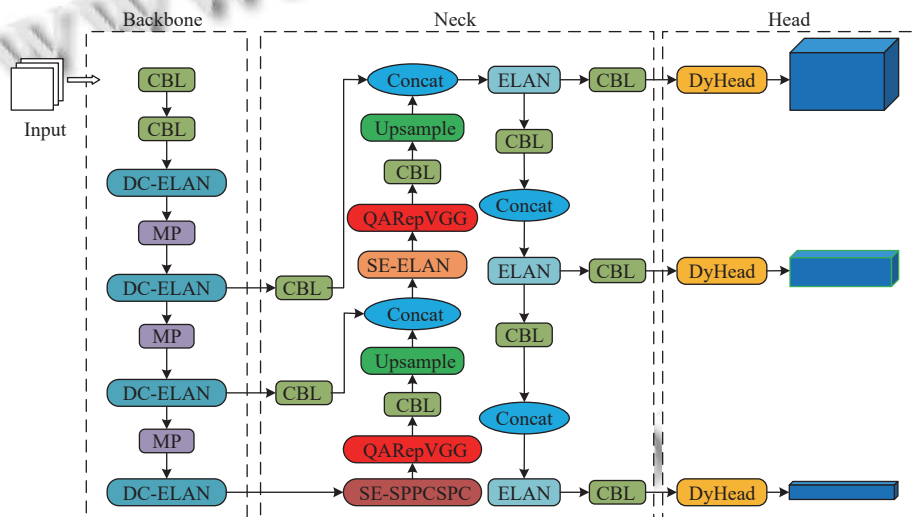 Backbone
Neck
Head
Input
CBL
CBL
DC-ELAN
MP
DC-ELAN
MP
DC-ELAN
MP
DC-ELAN
CBL
CBL
Concat
Upsample
CBL
QARepVGG
SE-ELAN
Concat
Upsample
CBL
QARepVGG
SE-SPPCSPC
ELAN
CBL
CBL
Concat
ELAN
CBL
CBL
Concat
ELAN
CBL
DyHead
DyHead
DyHead